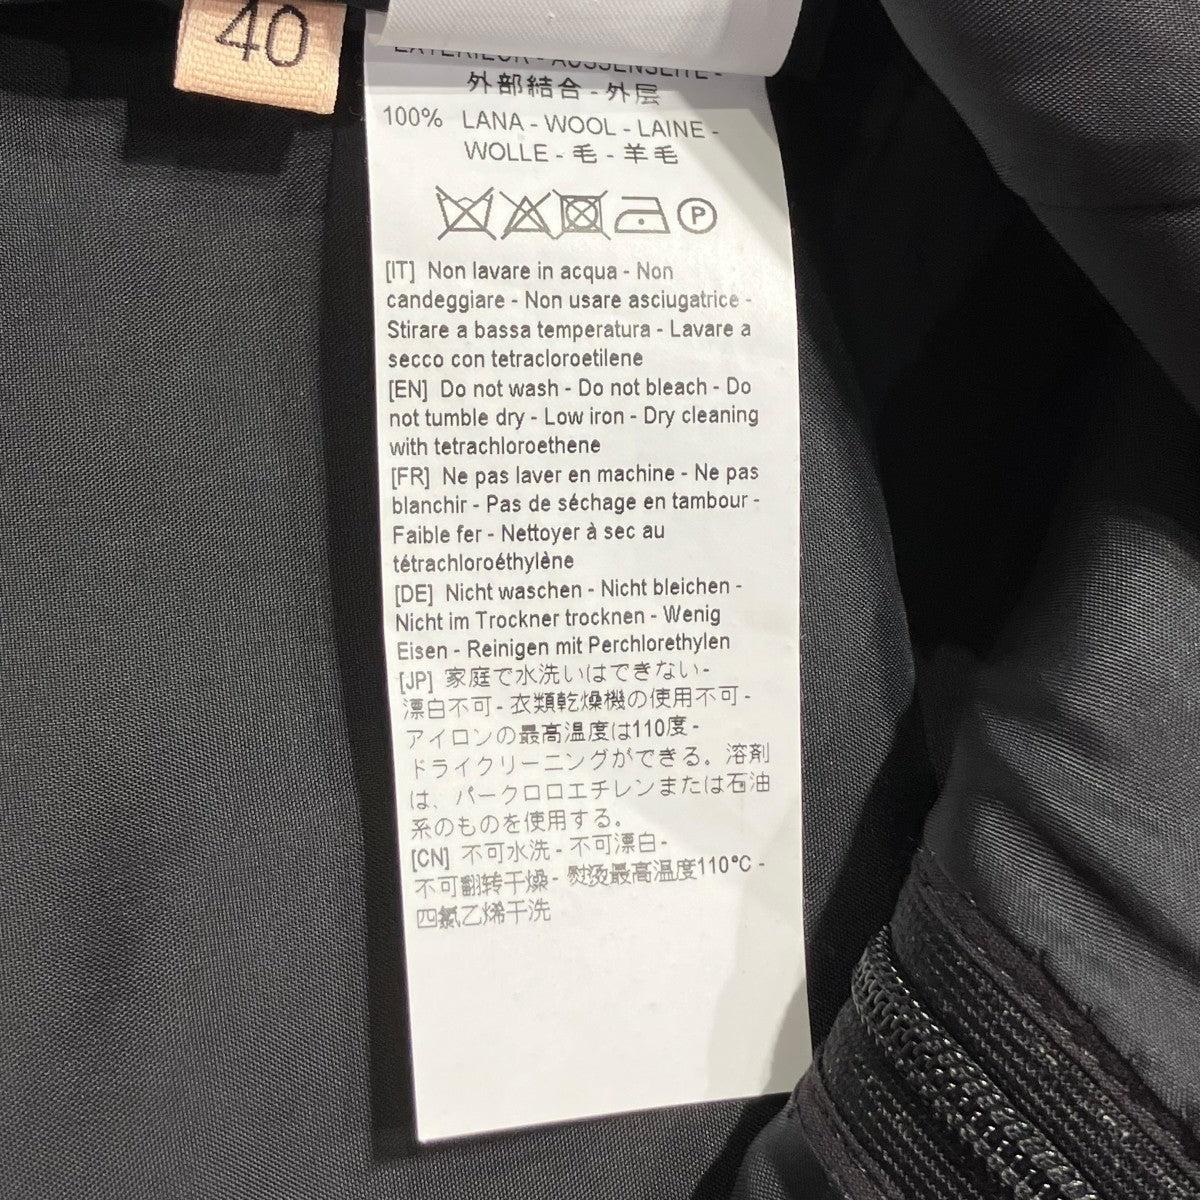 40
EXTERIEUR - AUSSENSEITE -
外部結合 - 外层
100% LANA - WOOL - LAINE -
WOLLE - 毛 - 羊毛
P
[IT] Non lavare in acqua - Non
candeggiare - Non usare asciugatrice -
Stirare a bassa temperatura - Lavare a
secco con tetracloroetilene
[EN] Do not wash - Do not bleach - Do
not tumble dry - Low iron - Dry cleaning
with tetrachloroethene
[FR] Ne pas laver en machine - Ne pas
blanchir - Pas de séchage en tambour -
Faible fer - Nettoyer à sec au
tétrachloroéthylène
[DE] Nicht waschen - Nicht bleichen -
Nicht im Trockner trocknen - Wenig
Eisen - Reinigen mit Perchlorethylen
[JP] 家庭で水洗いはできない -
漂白不可 - 衣類乾燥機の使用不可 -
アイロンの最高温度は110度 -
ドライクリーニングができる。溶剤
は、パークロロエチレンまたは石油
系のものを使用する。
[CN] 不可水洗 - 不可漂白 -
不可翻转干燥 - 熨烫最高温度110°C -
四氯乙烯干洗